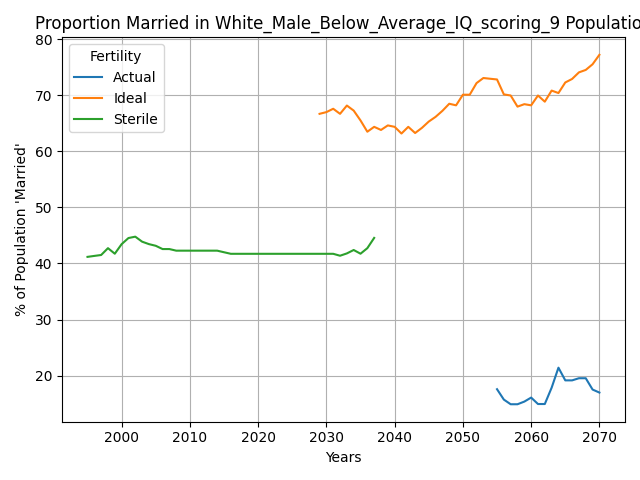 Proportion Married in White_Male_Below_Average_IQ_scoring_9 Population
Fertility
Actual
Ideal
Sterile
80
70
60
50
40
30
20
% of Population 'Married'
2000 2010 2020 2030 2040 2050 2060 2070
Years